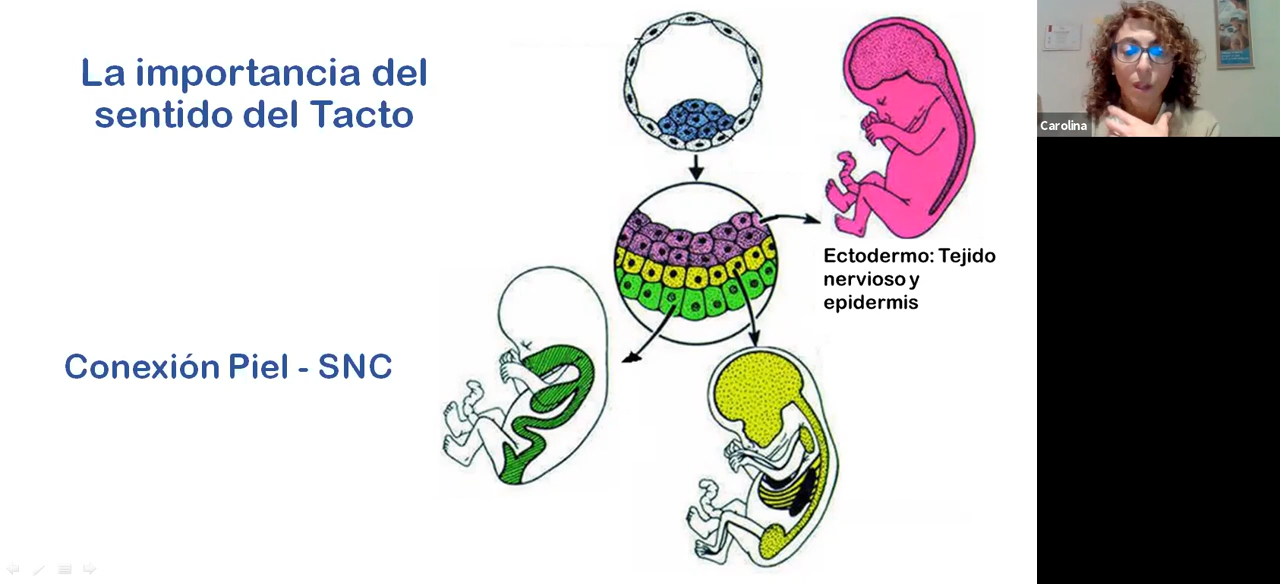 La importancia del
sentido del Tacto
Carolina
Ectodermo: Tejido
nervioso y
epidermis
Conexión Piel - SNC